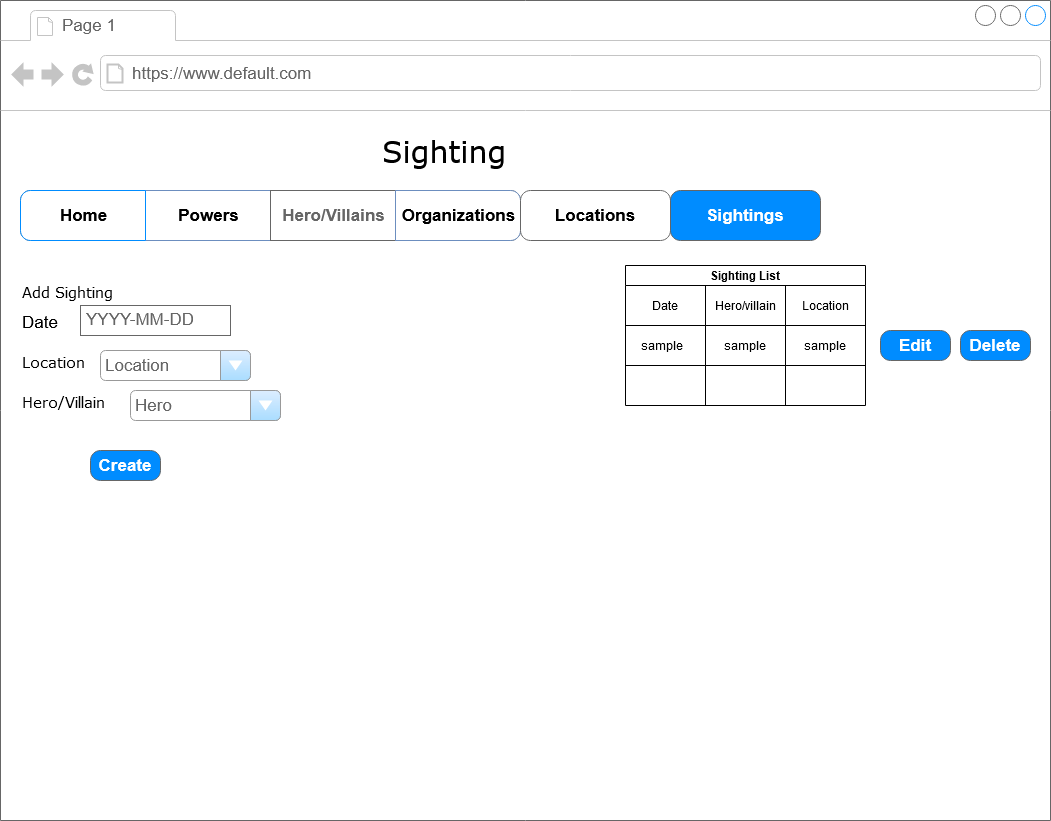 Page 1
https://www.default.com
Sighting
Home Powers Hero/Villains Organizations Locations Sightings
Add Sighting
Date YYYY-MM-DD
Location Location
Hero/Villain Hero
Create
Sighting List
Date Hero/villain Location
sample sample sample
Edit Delete